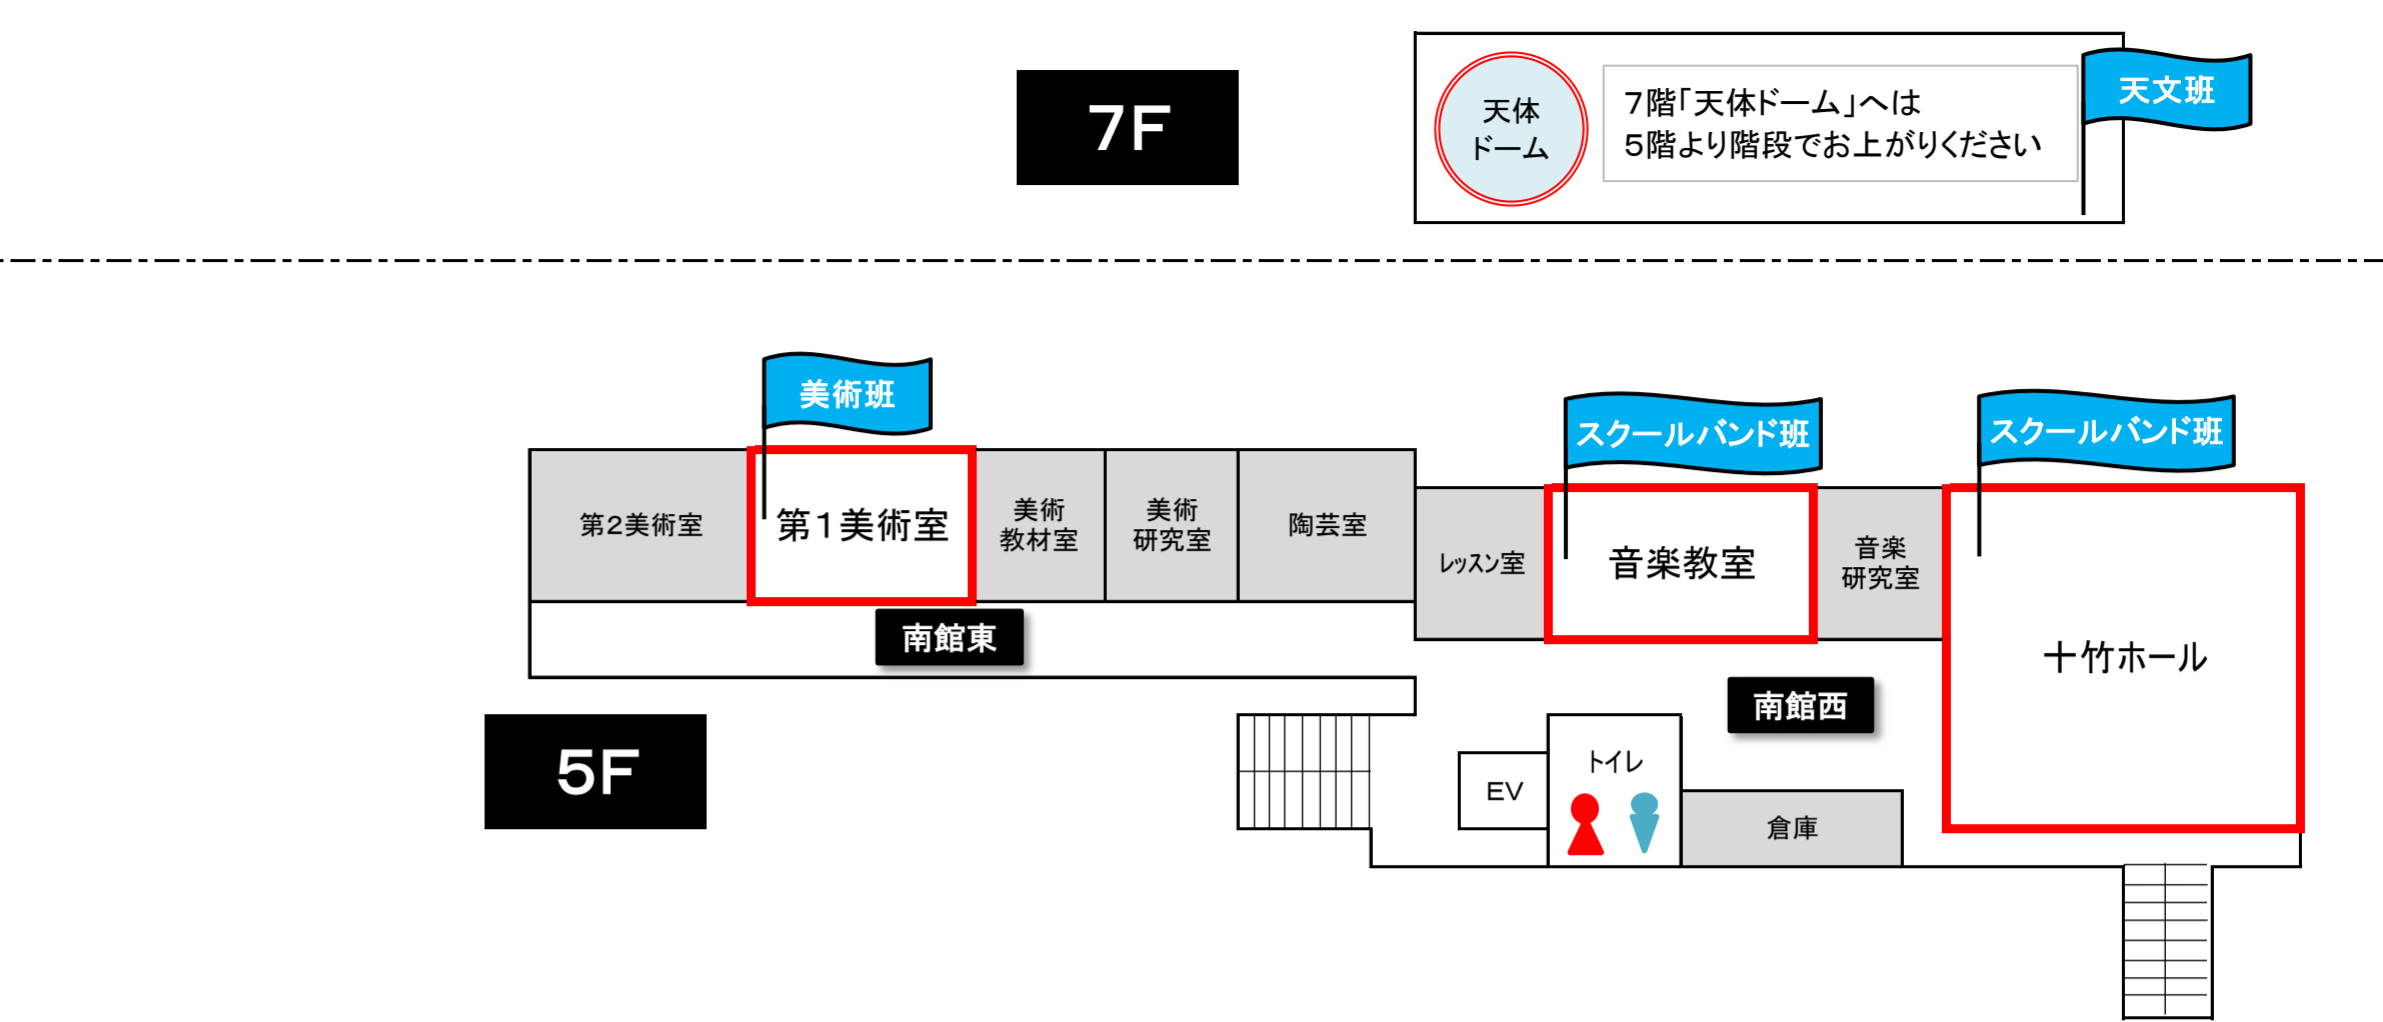 7F
天体
ドーム
7階「天体ドーム」へは
5階より階段でお上がりください
天文班
美術班
スクールバンド班
スクールバンド班
第2美術室
第1美術室
美術
教材室
美術
研究室
陶芸室
レッスン室
音楽教室
音楽
研究室
十竹ホール
南館東
南館西
5F
EV
トイレ
倉庫